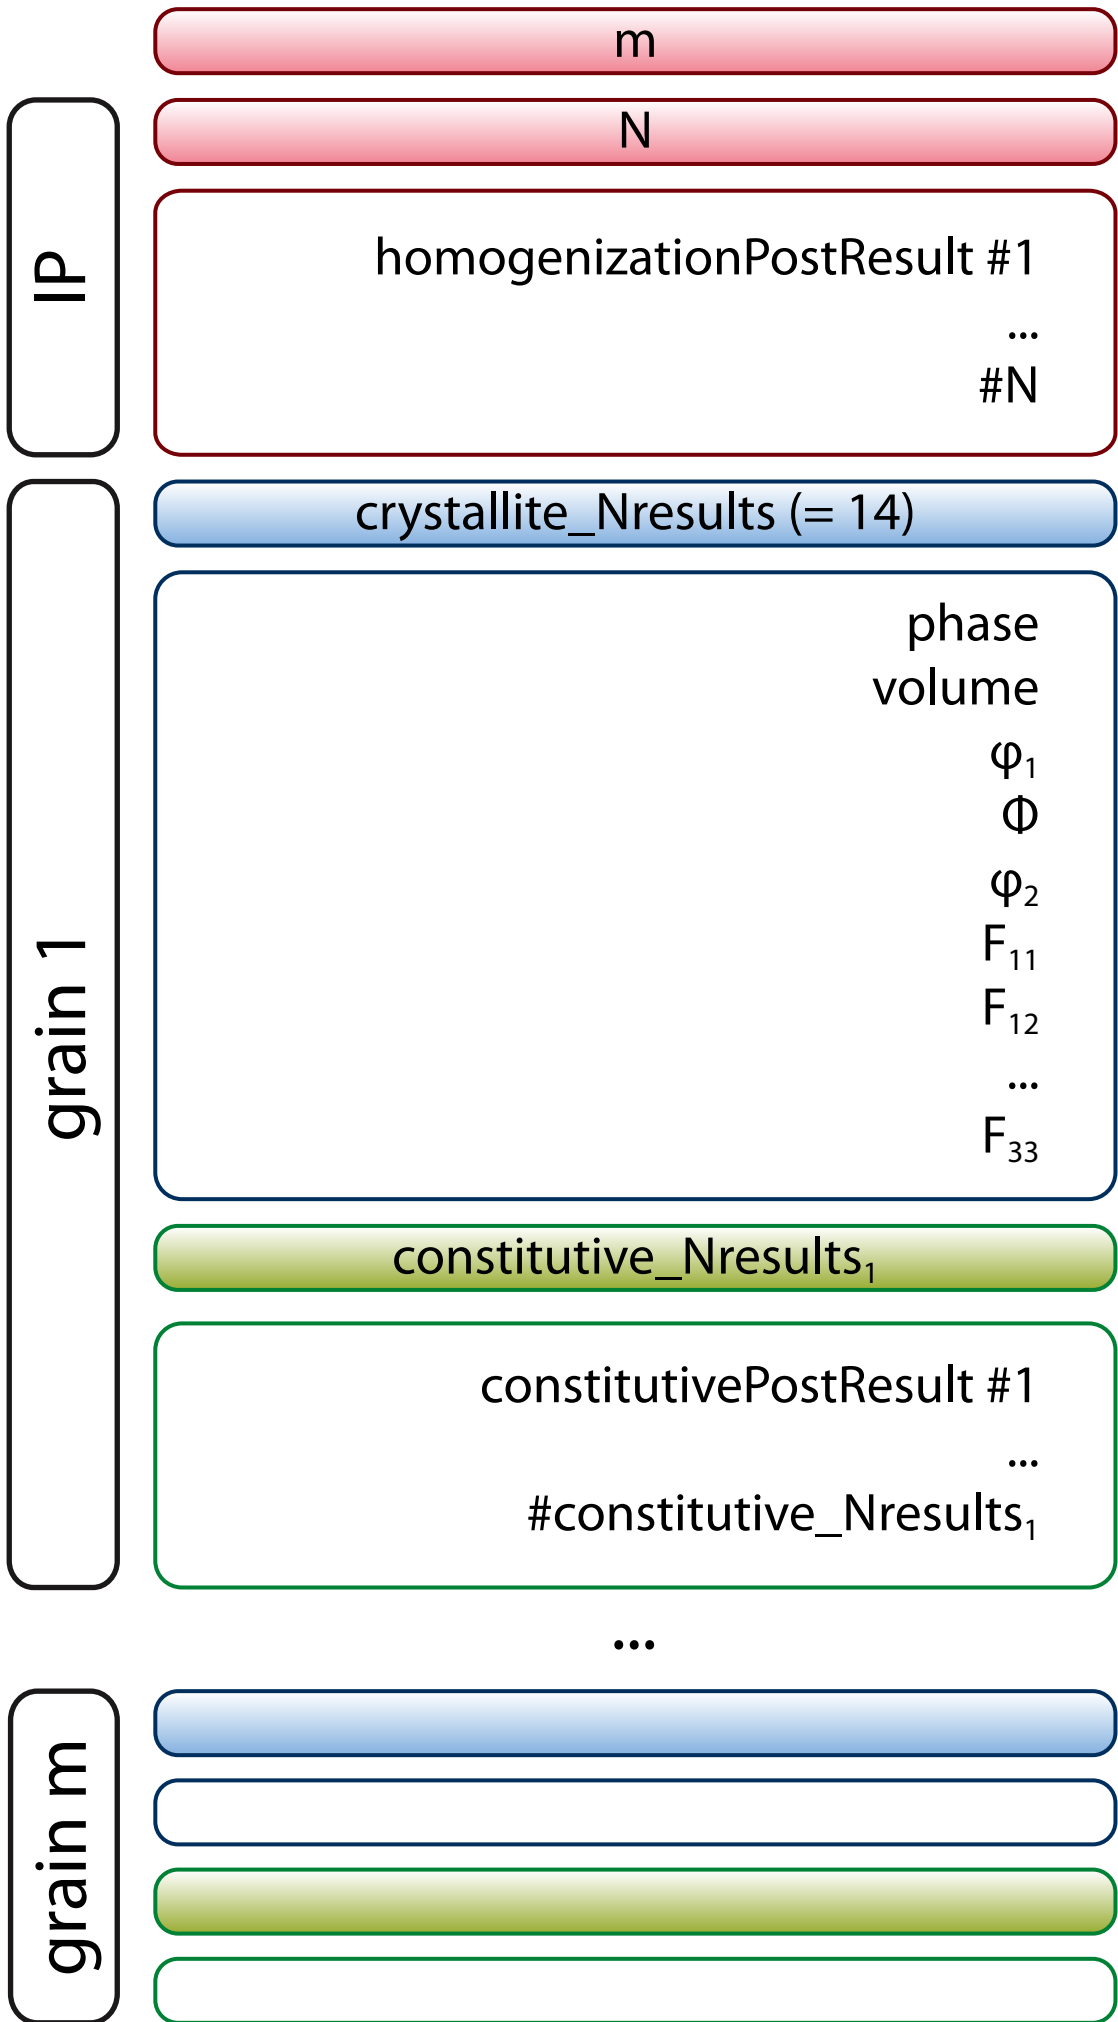 m
IP
N
homogenizationPostResult #1
...
#N
grain 1
crystallite_Nresults (= 14)
phase
volume
φ₁
Φ
φ₂
F₁₁
F₁₂
...
F₃₃
constitutive_Nresults₁
constitutivePostResult #1
...
#constitutive_Nresults₁
...
grain m